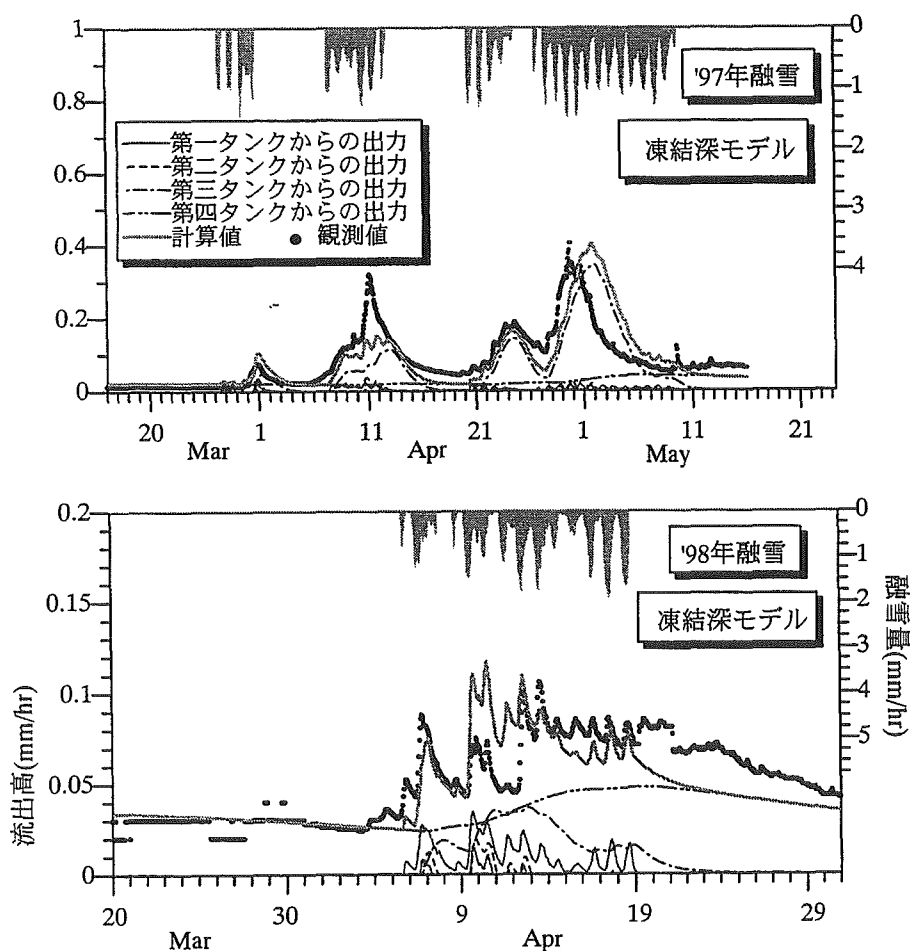 1
0.8
0.6
0.4
0.2
0
0
1
2
3
4
'97年融雪
凍結深モデル
第一タンクからの出力
第二タンクからの出力
第三タンクからの出力
第四タンクからの出力
計算値 観測値
20 1 11 21 1 11 21
Mar Apr May
0.2
0.15
0.1
0.05
0
流出高(mm/hr)
0
1
2
3
4
5
融雪量(mm/hr)
'98年融雪
凍結深モデル
20 30 9 19 29
Mar Apr